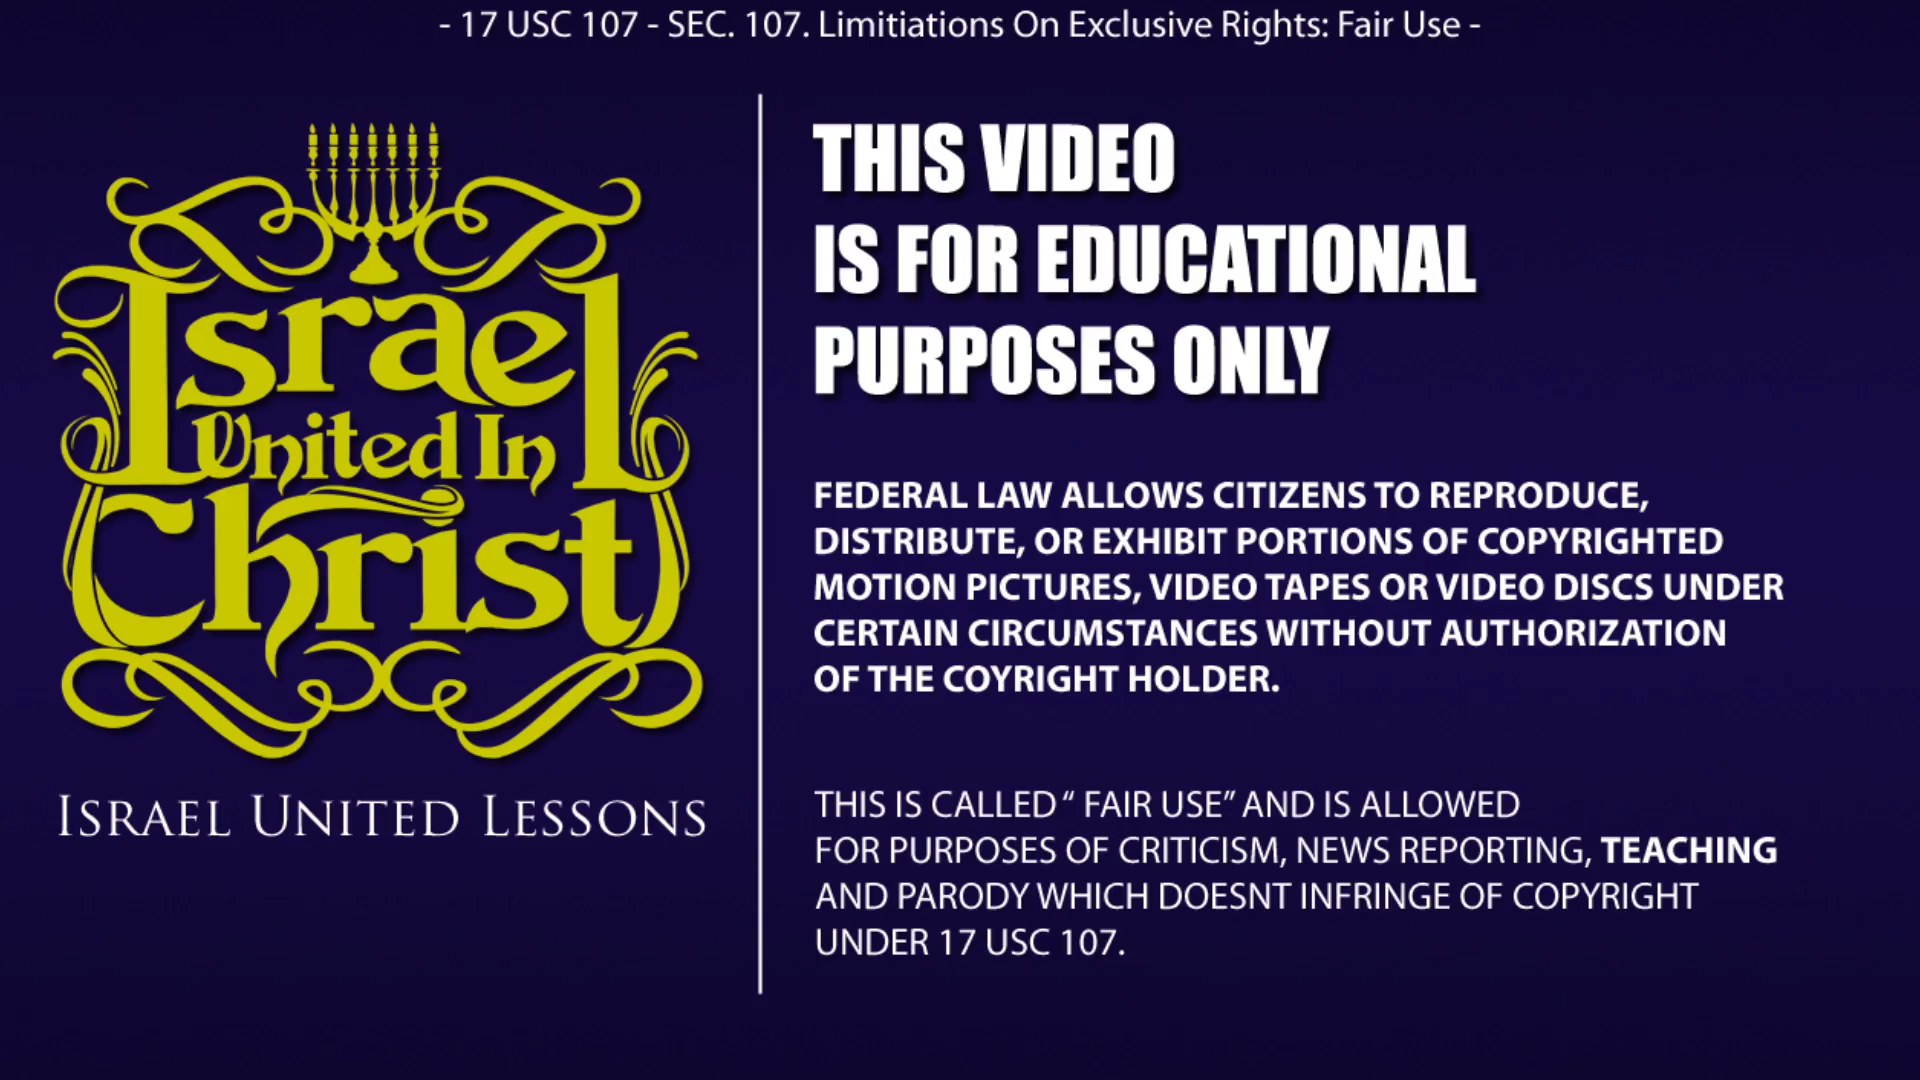 - 17 USC 107 - SEC. 107. Limitiations On Exclusive Rights: Fair Use -
Israel
United In
Christ
ISRAEL UNITED LESSONS
THIS VIDEO
IS FOR EDUCATIONAL
PURPOSES ONLY
FEDERAL LAW ALLOWS CITIZENS TO REPRODUCE,
DISTRIBUTE, OR EXHIBIT PORTIONS OF COPYRIGHTED
MOTION PICTURES, VIDEO TAPES OR VIDEO DISCS UNDER
CERTAIN CIRCUMSTANCES WITHOUT AUTHORIZATION
OF THE COYRIGHT HOLDER.
THIS IS CALLED “ FAIR USE” AND IS ALLOWED
FOR PURPOSES OF CRITICISM, NEWS REPORTING, TEACHING
AND PARODY WHICH DOESNT INFRINGE OF COPYRIGHT
UNDER 17 USC 107.